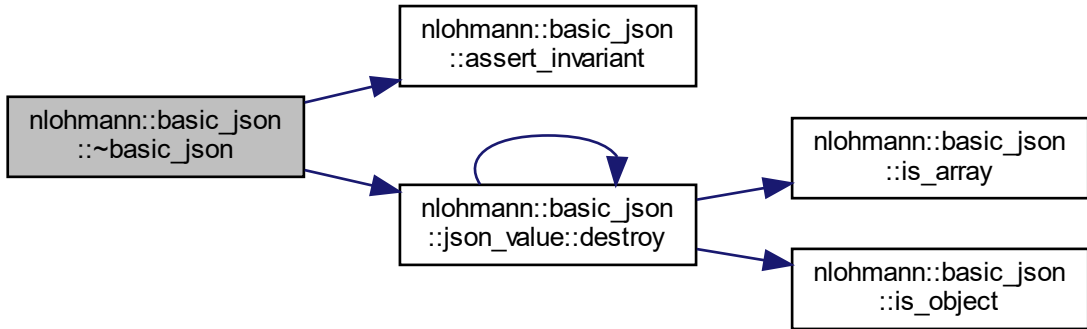 nlohmann::basic_json
::~basic_json
nlohmann::basic_json
::assert_invariant
nlohmann::basic_json
::json_value::destroy
nlohmann::basic_json
::is_array
nlohmann::basic_json
::is_object